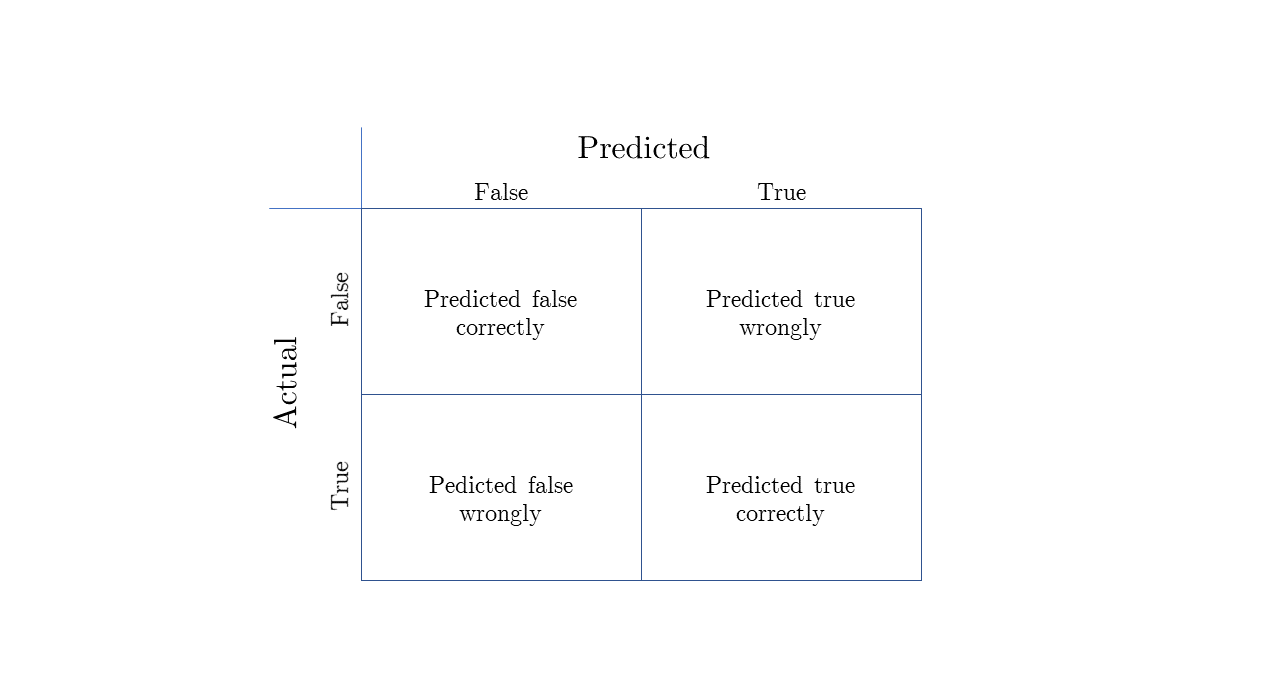 Predicted
False True
Actual
False
Predicted false
correctly
Predicted true
wrongly
True
Pedicted false
wrongly
Predicted true
correctly